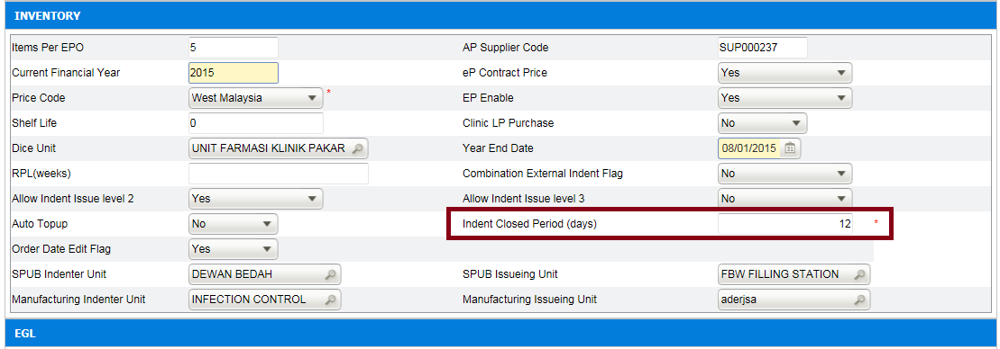 INVENTORY
Items Per EPO 5 AP Supplier Code SUP000237
Current Financial Year 2015 eP Contract Price Yes
Price Code West Malaysia * EP Enable Yes
Shelf Life 0 Clinic LP Purchase No
Dice Unit UNIT FARMASI KLINIK PAKAR Year End Date 08/01/2015 31
RPL(weeks) Combination External Indent Flag No
Allow Indent Issue level 2 Yes Allow Indent Issue level 3 No
Auto Topup No Indent Closed Period (days) 12 *
Order Date Edit Flag Yes
SPUB Indenter Unit DEWAN BEDAH SPUB Issueing Unit FBW FILLING STATION
Manufacturing Indenter Unit INFECTION CONTROL Manufacturing Issueing Unit aderjsa
EGL